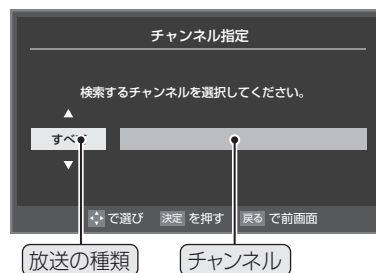 チャンネル指定
検索するチャンネルを選択してください。
▲
すべて
▼
で選び 決定 を押す 戻る で前画面
放送の種類 チャンネル